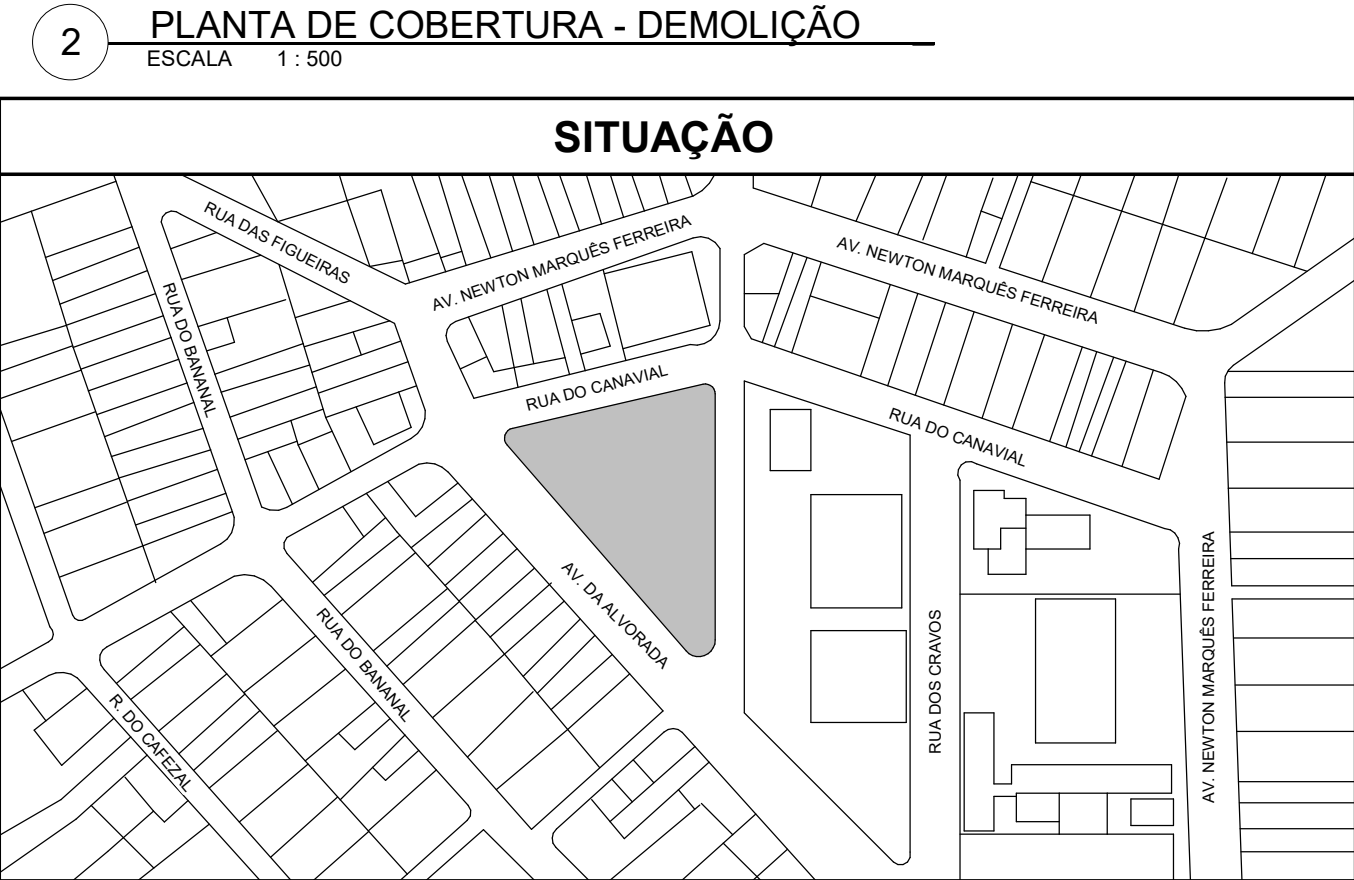 2
PLANTA DE COBERTURA - DEMOLIÇÃO
ESCALA 1 : 500
SITUAÇÃO
RUA DAS FIGUEIRAS
AV. NEWTON MARQUÊS FERREIRA
AV. NEWTON MARQUÊS FERREIRA
RUA DO BANANAL
RUA DO CANAVIAL
RUA DO CANAVIAL
AV. DA ALVORADA
RUA DO BANANAL
RUA DOS CRAVOS
AV. NEWTON MARQUÊS FERREIRA
R. DO CAFEZAL